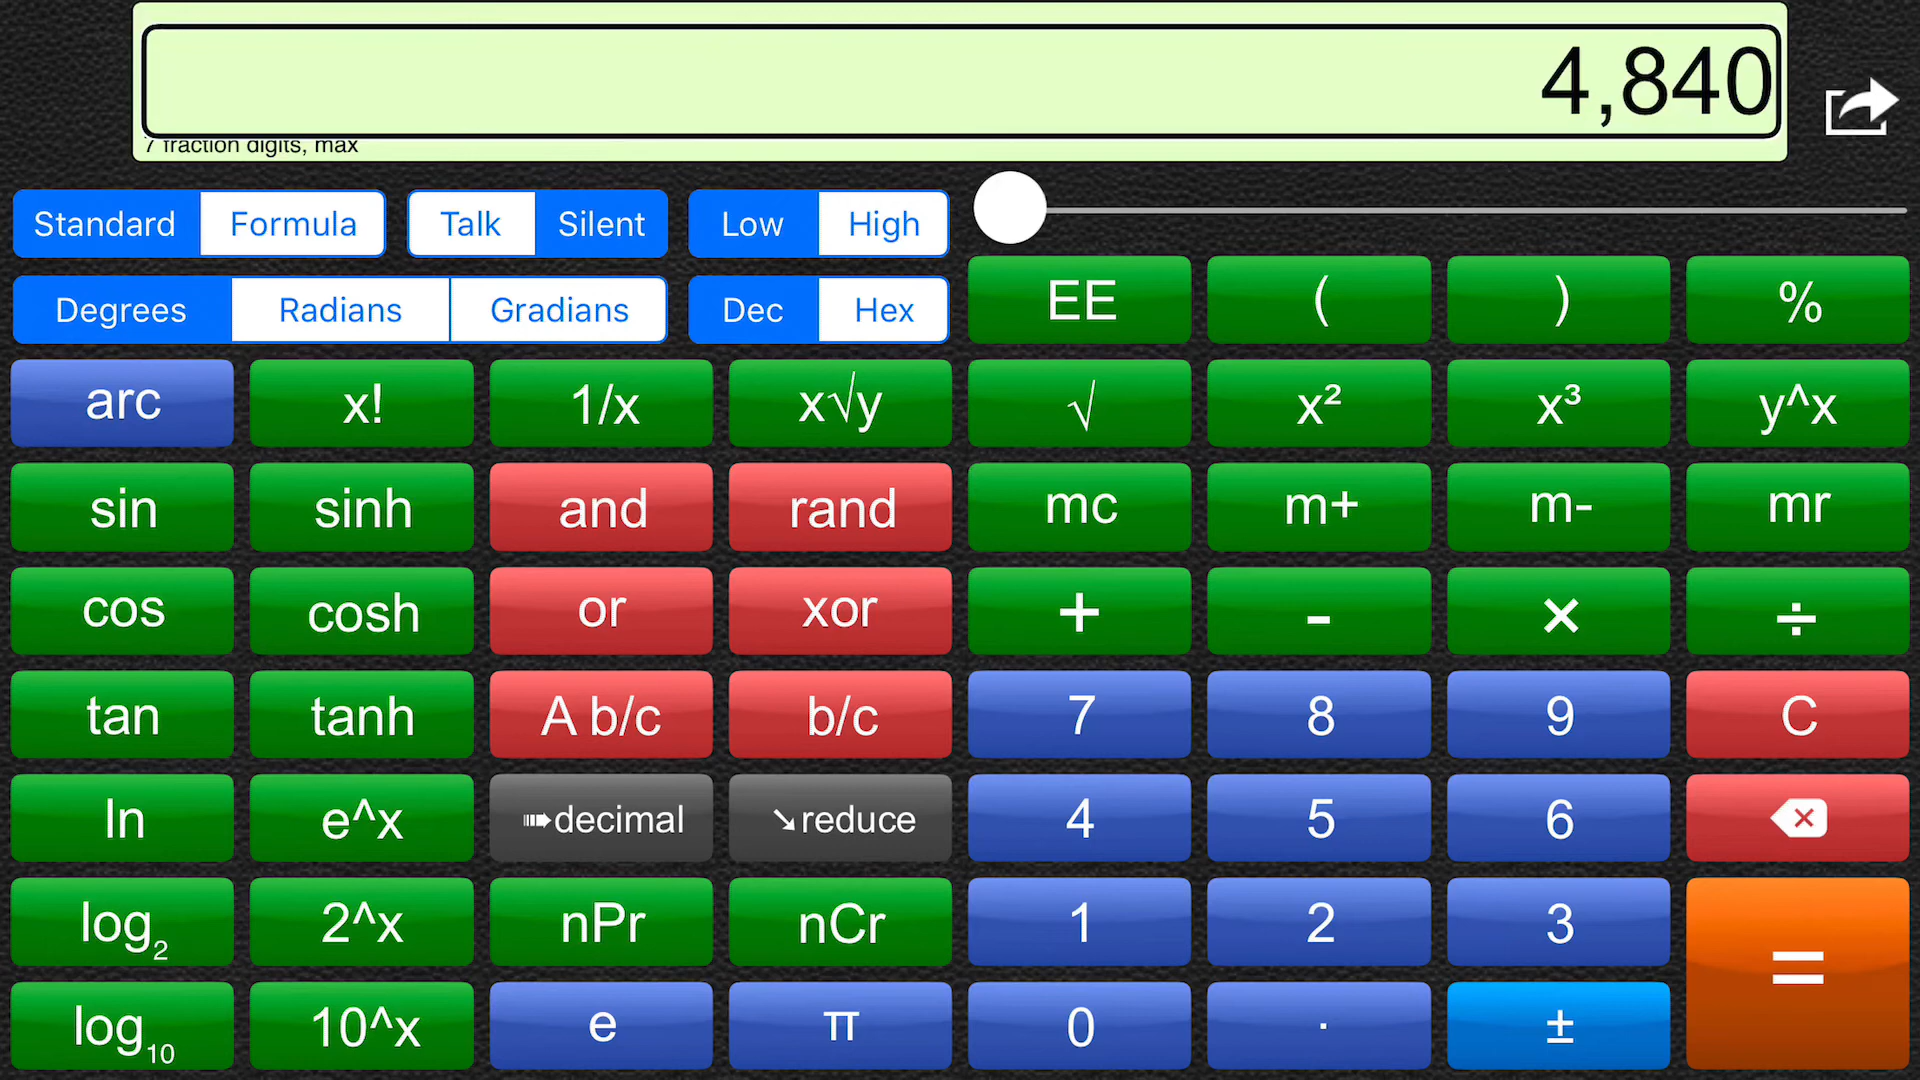 4,840
7 fraction digits, max
Standard Formula Talk Silent Low High
Degrees Radians Gradians Dec Hex
EE ( ) %
arc x! 1/x x√y √ x² x³ y^x
sin sinh and rand mc m+ m- mr
cos cosh or xor + - × ÷
tan tanh A b/c b/c 7 8 9 C
ln e^x ➠decimal ➘reduce 4 5 6
log₂ 2^x nPr nCr 1 2 3 =
log₁₀ 10^x e π 0 . ±